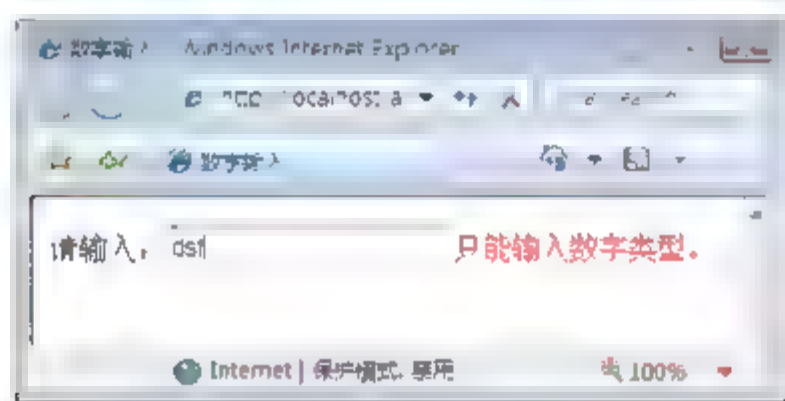 数字输入 Windows Internet Explorer
数字输入
请输入： dsf 只能输入数字类型。
Internet | 保护模式: 禁用 100%